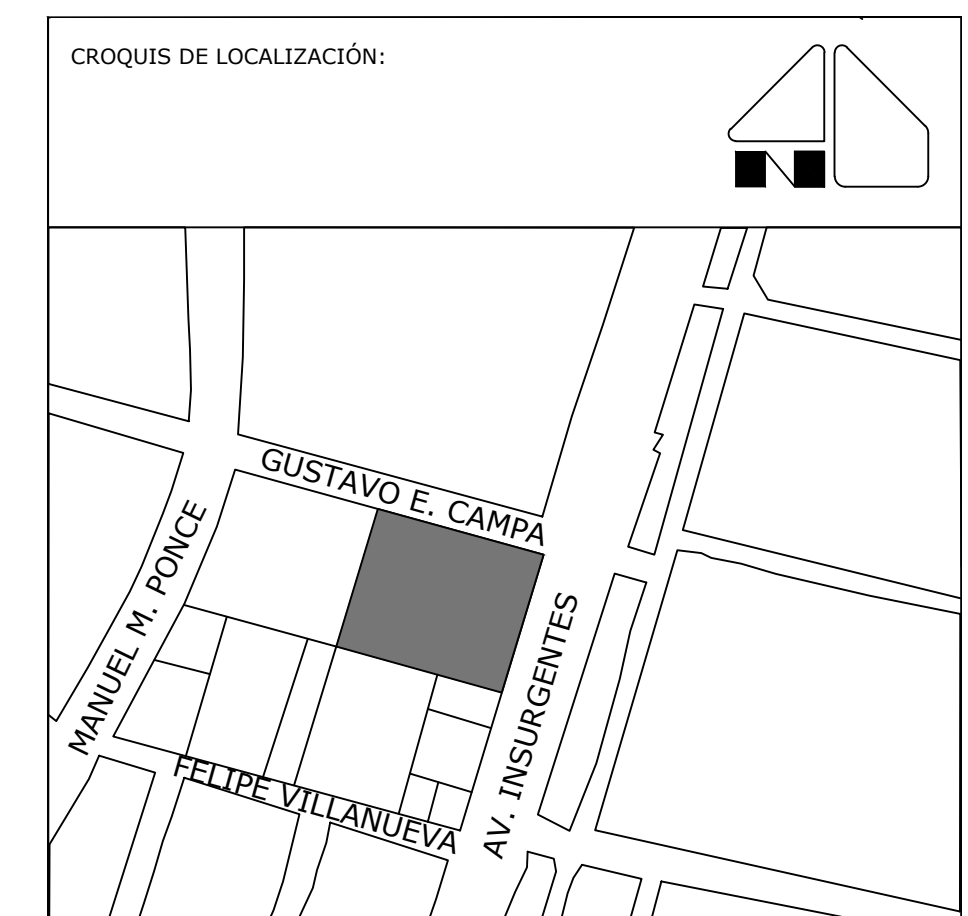 CROQUIS DE LOCALIZACIÓN:
N
GUSTAVO E. CAMPA
MANUEL M. PONCE
AV. INSURGENTES
FELIPE VILLANUEVA